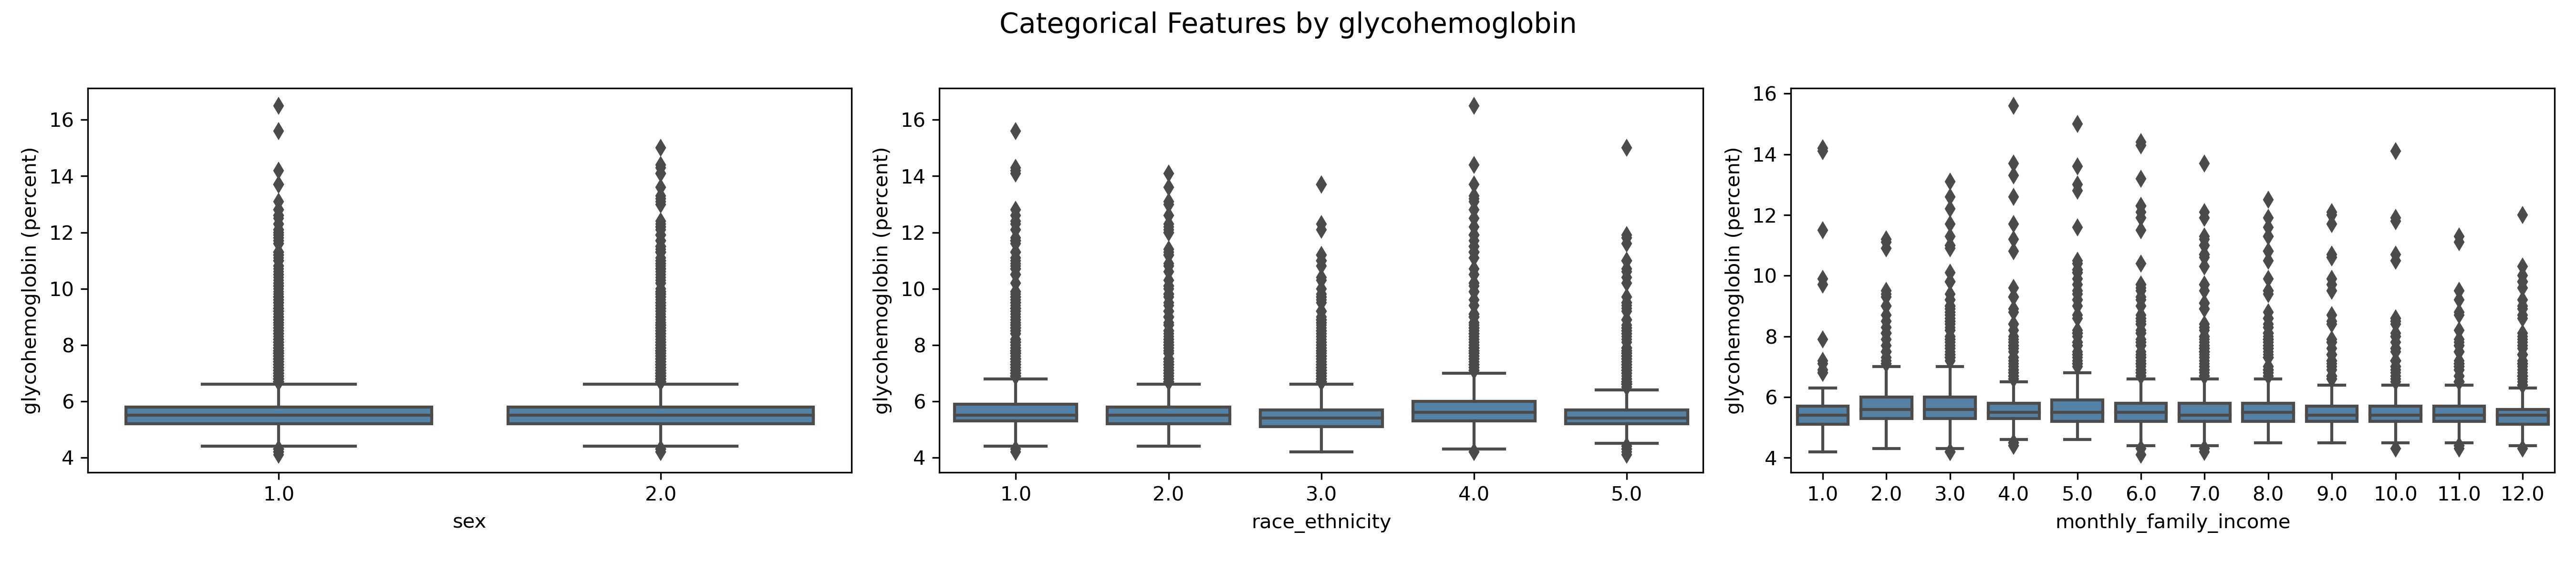 Categorical Features by glycohemoglobin
glycohemoglobin (percent)
16
14
12
10
8
6
4
1.0 2.0
sex
glycohemoglobin (percent)
16
14
12
10
8
6
4
1.0 2.0 3.0 4.0 5.0
race_ethnicity
glycohemoglobin (percent)
16
14
12
10
8
6
4
1.0 2.0 3.0 4.0 5.0 6.0 7.0 8.0 9.0 10.0 11.0 12.0
monthly_family_income